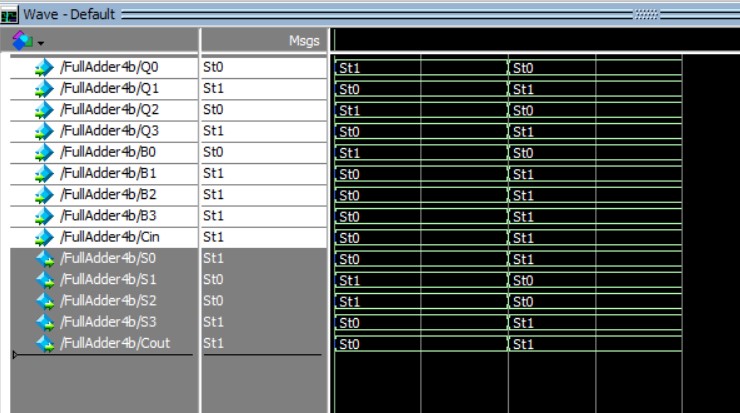 Wave - Default
Msgs
/FullAdder4b/Q0 St0 St1 St0
/FullAdder4b/Q1 St1 St0 St1
/FullAdder4b/Q2 St0 St1 St0
/FullAdder4b/Q3 St1 St0 St1
/FullAdder4b/B0 St0 St1 St0
/FullAdder4b/B1 St1 St0 St1
/FullAdder4b/B2 St1 St0 St1
/FullAdder4b/B3 St1 St0 St1
/FullAdder4b/Cin St1 St0 St1
/FullAdder4b/S0 St1 St0 St1
/FullAdder4b/S1 St0 St1 St0
/FullAdder4b/S2 St0 St1 St0
/FullAdder4b/S3 St1 St0 St1
/FullAdder4b/Cout St1 St0 St1